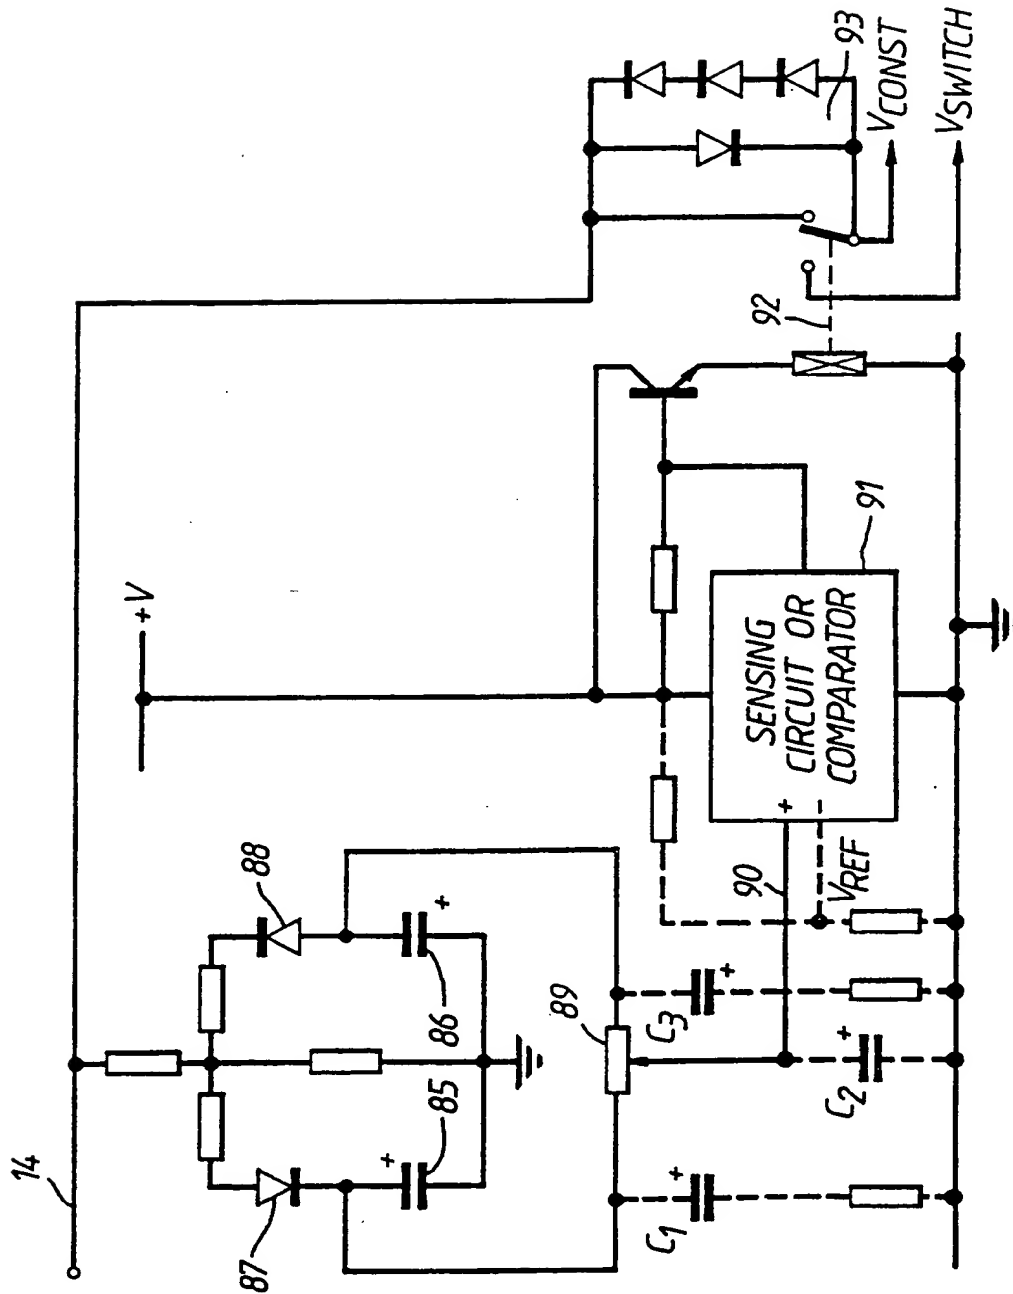 14
+V
87
88
+
85
86
+
89
90
C1
+
C2
+
C3
+
VREF
+
−
SENSING
CIRCUIT OR
COMPARATOR
91
92
93
VCONST
VSWITCH